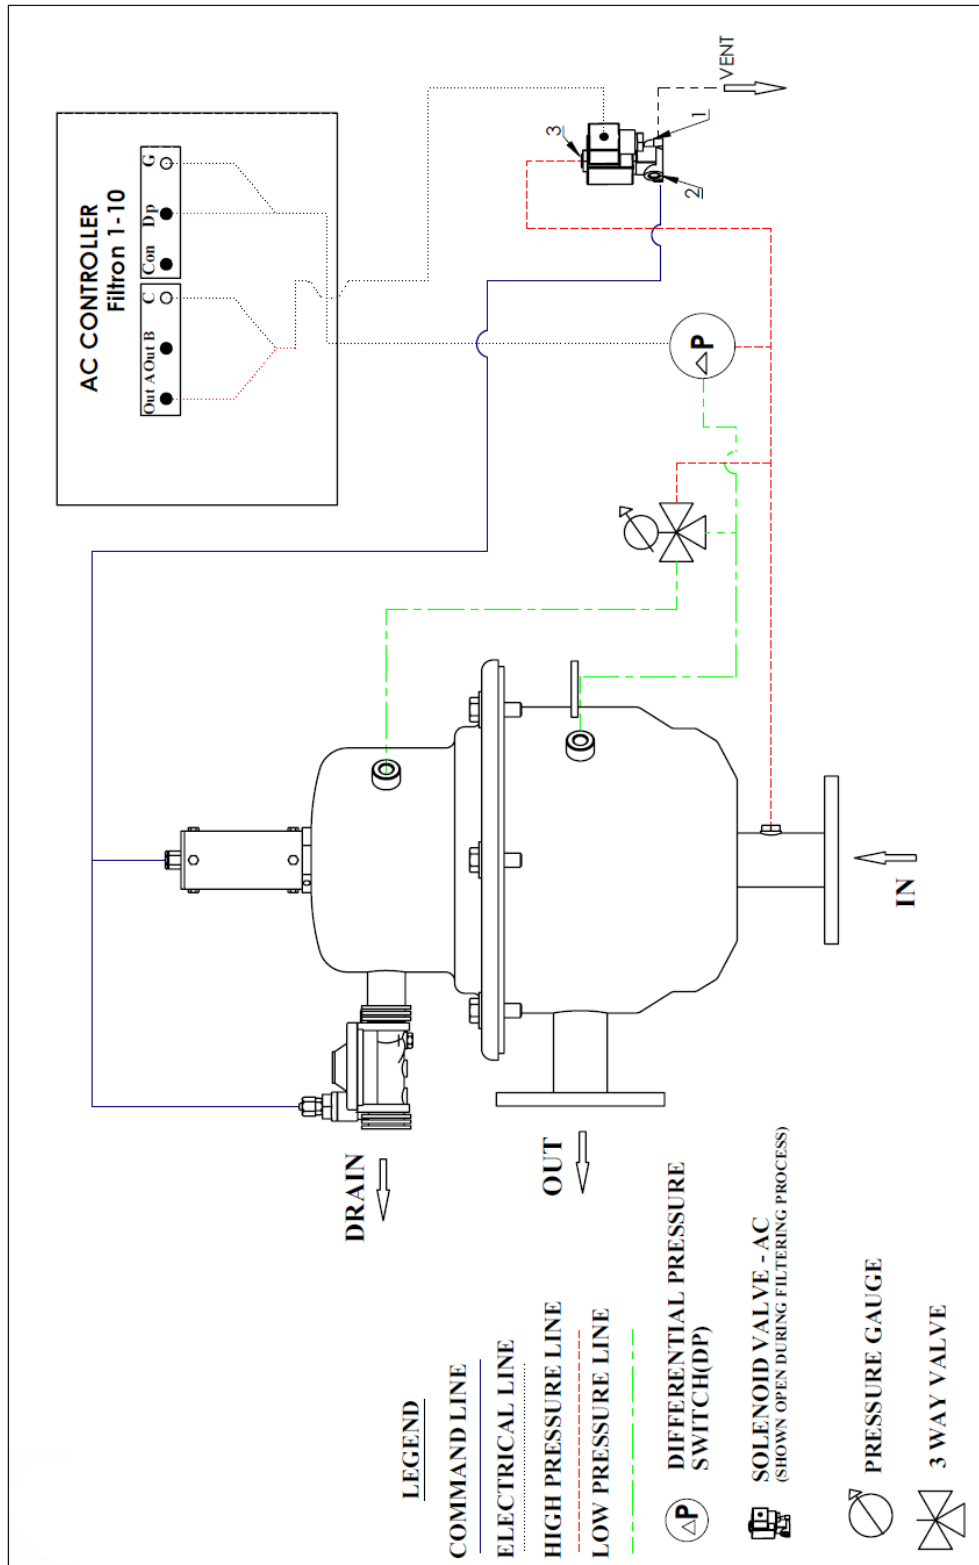 AC CONTROLLER
Filtron 1-10
Out A Out B C Con Dp G
3
1
2
VENT
△P
IN
DRAIN
OUT
LEGEND
COMMAND LINE
ELECTRICAL LINE
HIGH PRESSURE LINE
LOW PRESSURE LINE
△P
DIFFERENTIAL PRESSURE
SWITCH(DP)
SOLENOID VALVE - AC
(SHOWN OPEN DURING FILTERING PROCESS)
PRESSURE GAUGE
3 WAY VALVE